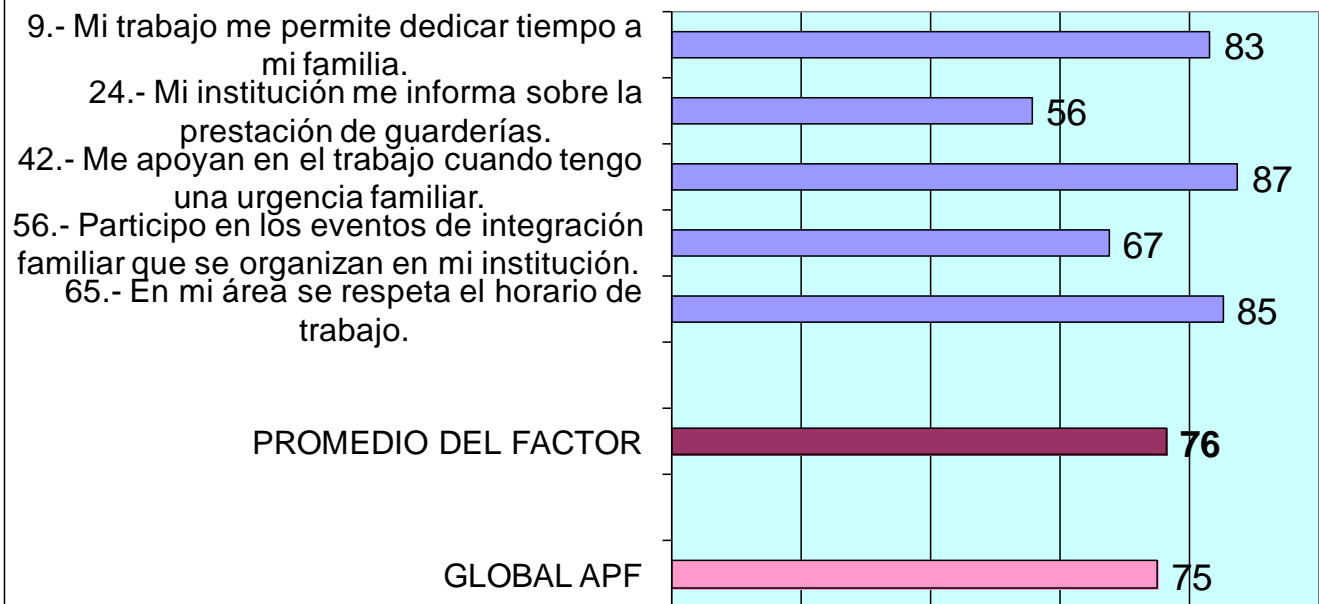 9.- Mi trabajo me permite dedicar tiempo a
mi familia.
83
24.- Mi institución me informa sobre la
prestación de guarderías.
56
42.- Me apoyan en el trabajo cuando tengo
una urgencia familiar.
87
56.- Participo en los eventos de integración
familiar que se organizan en mi institución.
67
65.- En mi área se respeta el horario de
trabajo.
85
PROMEDIO DEL FACTOR
76
GLOBAL APF
75